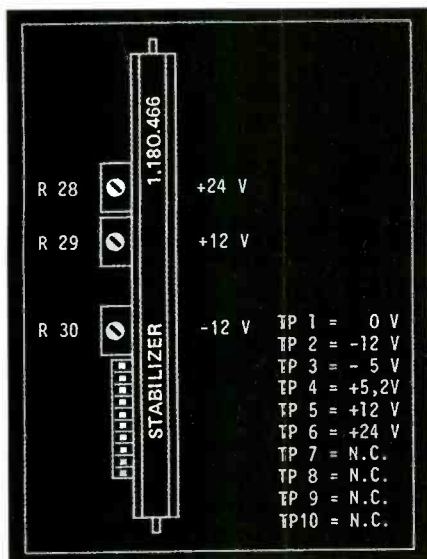 1.180.466
R 28 +24 V
R 29 +12 V
R 30 -12 V
STABILIZER
TP 1 = 0 V
TP 2 = -12 V
TP 3 = - 5 V
TP 4 = +5,2V
TP 5 = +12 V
TP 6 = +24 V
TP 7 = N.C.
TP 8 = N.C.
TP 9 = N.C.
TP10 = N.C.